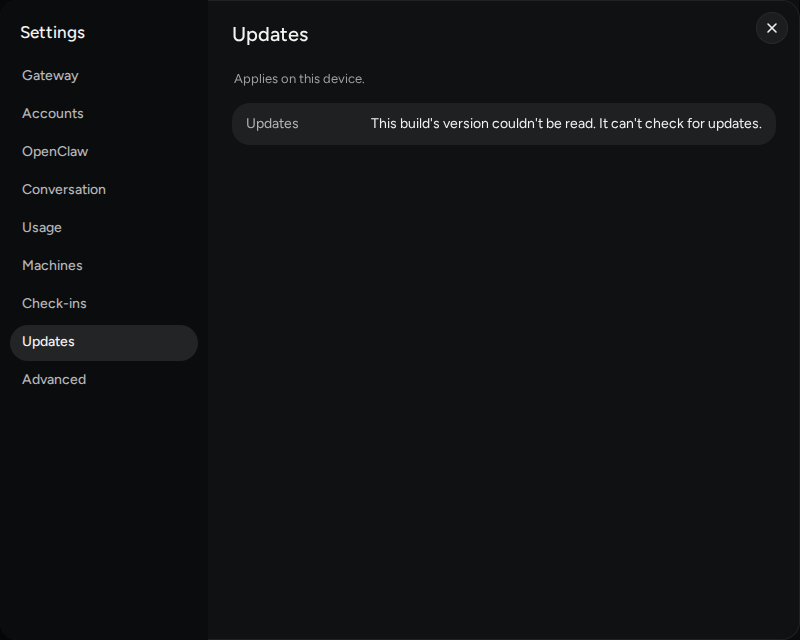 Settings
Gateway
Accounts
OpenClaw
Conversation
Usage
Machines
Check-ins
Updates
Advanced
Updates
Applies on this device.
Updates This build's version couldn't be read. It can't check for updates.